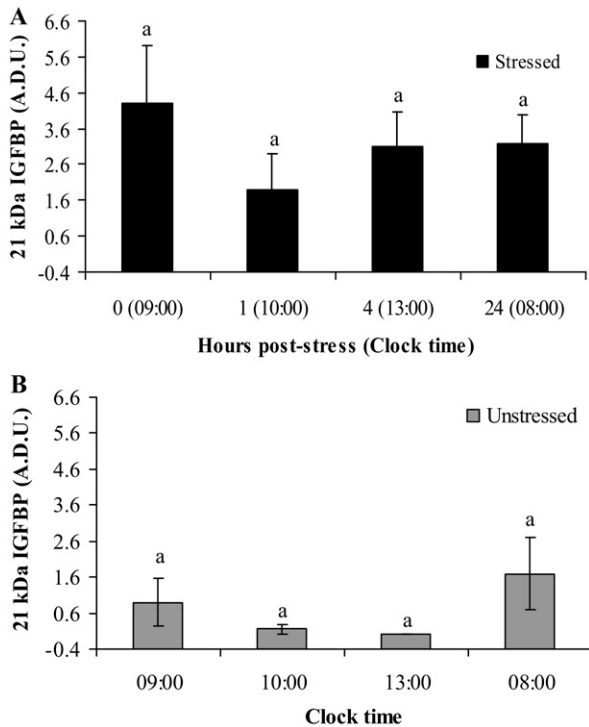 A
6.6
5.6
4.6
3.6
2.6
1.6
0.6
-0.4
21 kDa IGFBP (A.D.U.)
a
a
a
a
Stressed
0 (09:00)
1 (10:00)
4 (13:00)
24 (08:00)
Hours post-stress (Clock time)
B
6.6
5.6
4.6
3.6
2.6
1.6
0.6
-0.4
21 kDa IGFBP (A.D.U.)
Unstressed
a
a
a
a
09:00
10:00
13:00
08:00
Clock time